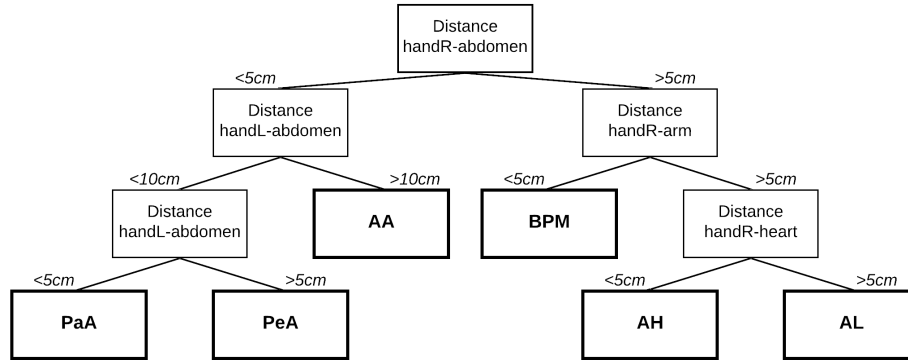 Distance
handR-abdomen
<5cm
>5cm
Distance
handL-abdomen
Distance
handR-arm
<10cm
>10cm
<5cm
>5cm
Distance
handL-abdomen
AA
BPM
Distance
handR-heart
<5cm
>5cm
<5cm
>5cm
PaA
PeA
AH
AL